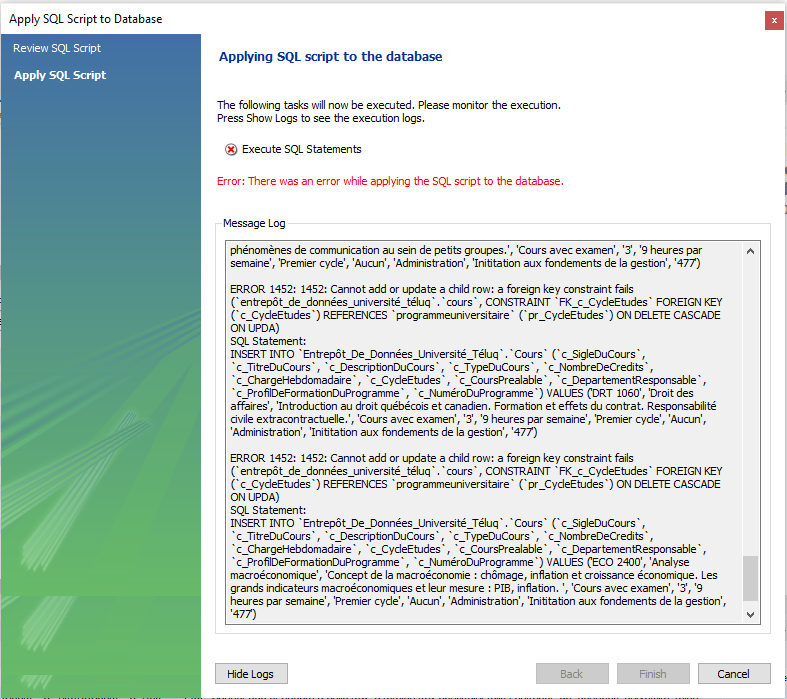 Apply SQL Script to Database
x
Review SQL Script
Apply SQL Script
Applying SQL script to the database
The following tasks will now be executed. Please monitor the execution.
Press Show Logs to see the execution logs.
Execute SQL Statements
Error: There was an error while applying the SQL script to the database.
Message Log
phénomènes de communication au sein de petits groupes.', 'Cours avec examen', '3', '9 heures par
semaine', 'Premier cycle', 'Aucun', 'Administration', 'Inititation aux fondements de la gestion', '477')
ERROR 1452: 1452: Cannot add or update a child row: a foreign key constraint fails
(`entrepôt_de_données_université_téluq`.`cours`, CONSTRAINT `FK_c_CycleEtudes` FOREIGN KEY
(`c_CycleEtudes`) REFERENCES `programmeuniversitaire` (`pr_CycleEtudes`) ON DELETE CASCADE
ON UPDA)
SQL Statement:
INSERT INTO `Entrepôt_De_Données_Université_Téluq`.`Cours` (`c_SigleDuCours`,
`c_TitreDuCours`, `c_DescriptionDuCours`, `c_TypeDuCours`, `c_NombreDeCredits`,
`c_ChargeHebdomadaire`, `c_CycleEtudes`, `c_CoursPrealable`, `c_DepartementResponsable`,
`c_ProfilDeFormationDuProgramme`, `c_NuméroDuProgramme`) VALUES ('DRT 1060', 'Droit des
affaires', 'Introduction au droit québécois et canadien. Formation et effets du contrat. Responsabilité
civile extracontractuelle.', 'Cours avec examen', '3', '9 heures par semaine', 'Premier cycle', 'Aucun',
'Administration', 'Inititation aux fondements de la gestion', '477')
ERROR 1452: 1452: Cannot add or update a child row: a foreign key constraint fails
(`entrepôt_de_données_université_téluq`.`cours`, CONSTRAINT `FK_c_CycleEtudes` FOREIGN KEY
(`c_CycleEtudes`) REFERENCES `programmeuniversitaire` (`pr_CycleEtudes`) ON DELETE CASCADE
ON UPDA)
SQL Statement:
INSERT INTO `Entrepôt_De_Données_Université_Téluq`.`Cours` (`c_SigleDuCours`,
`c_TitreDuCours`, `c_DescriptionDuCours`, `c_TypeDuCours`, `c_NombreDeCredits`,
`c_ChargeHebdomadaire`, `c_CycleEtudes`, `c_CoursPrealable`, `c_DepartementResponsable`,
`c_ProfilDeFormationDuProgramme`, `c_NuméroDuProgramme`) VALUES ('ECO 2400', 'Analyse
macroéconomique', 'Concept de la macroéconomie : chômage, inflation et croissance économique. Les
grands indicateurs macroéconomiques et leur mesure : PIB, inflation. ', 'Cours avec examen', '3', '9
heures par semaine', 'Premier cycle', 'Aucun', 'Administration', 'Inititation aux fondements de la gestion',
'477')
Hide Logs
Back
Finish
Cancel